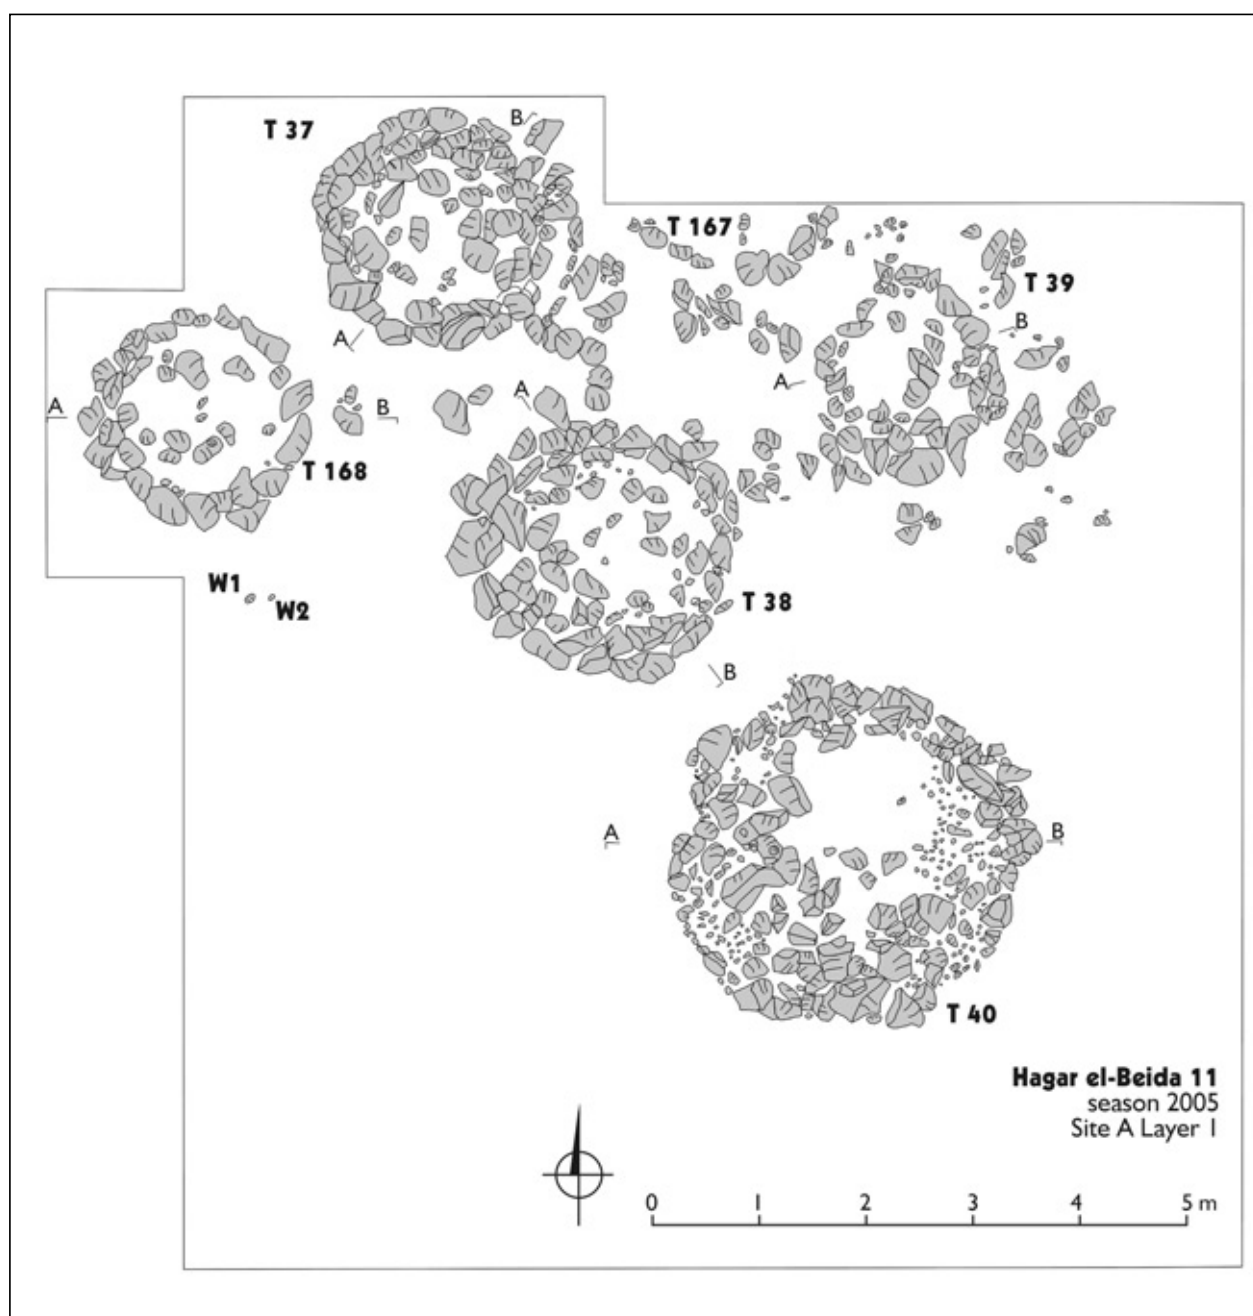 B
T 37
T 167
T 39
B
A
A
A
A
B
T 168
W1
W2
T 38
B
A
B
T 40
Hagar el-Beida 11
season 2005
Site A Layer 1
0 1 2 3 4 5 m